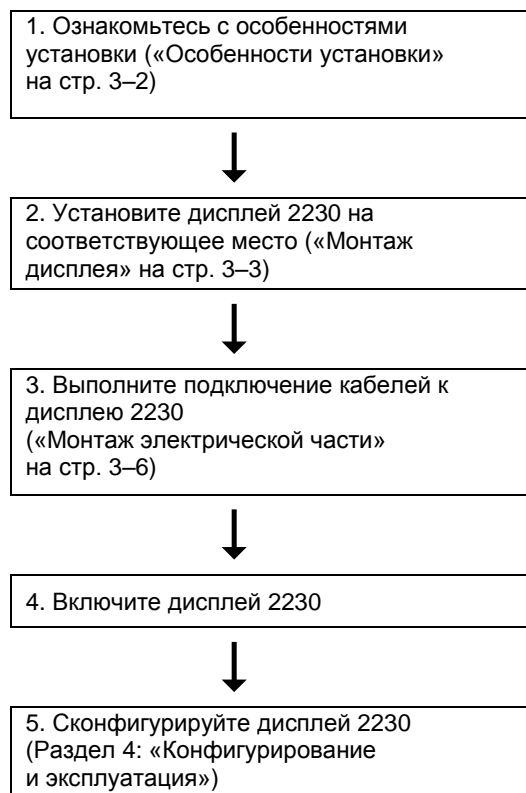 1. Ознакомьтесь с особенностями
установки («Особенности установки»
на стр. 3–2)
2. Установите дисплей 2230 на
соответствующее место («Монтаж
дисплея» на стр. 3–3)
3. Выполните подключение кабелей к
дисплею 2230
(«Монтаж электрической части»
на стр. 3–6)
4. Включите дисплей 2230
5. Сконфигурируйте дисплей 2230
(Раздел 4: «Конфигурирование
и эксплуатация»)